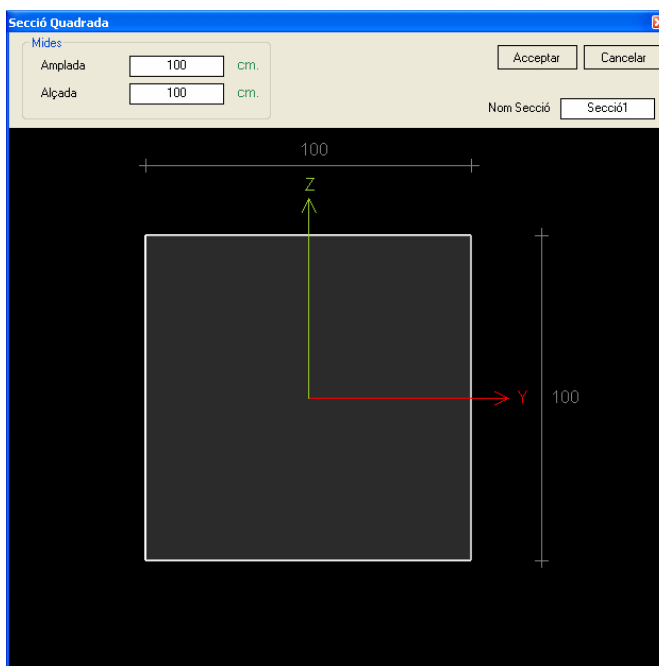 Secció Quadrada
Mides
Amplada 100 cm.
Alçada 100 cm.
Acceptar Cancelar
Nom Secció Secció1
100
Z
Y
100